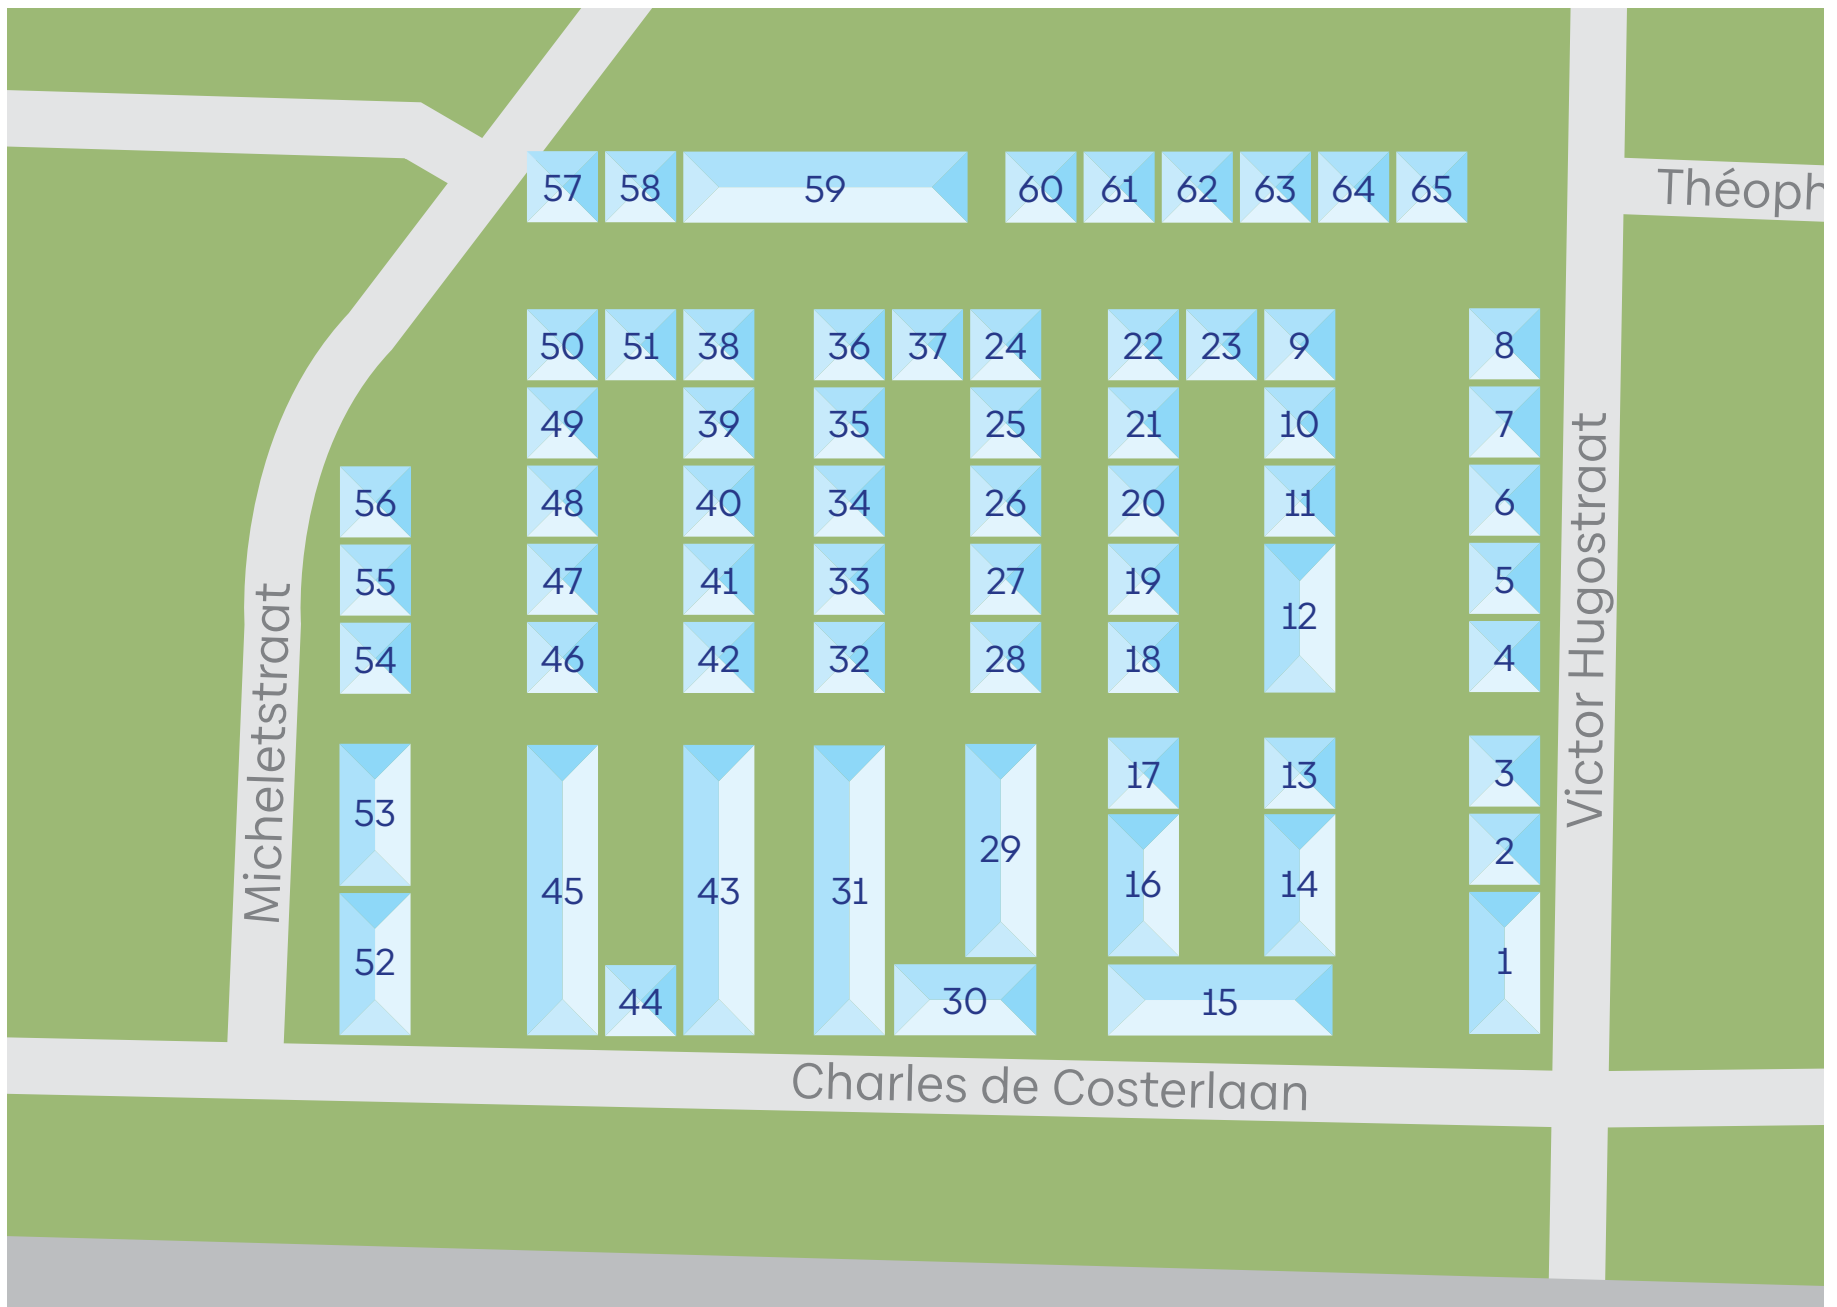 Théoph
57 58 59 60 61 62 63 64 65
50 51 38 36 37 24 22 23 9 8
49 39 35 25 21 10 7
56 48 40 34 26 20 11 6
55 47 41 33 27 19 5
12
54 46 42 32 28 18 4
Micheletstraat
Victor Hugostraat
17 13 3
53
29 2
45 43 31 16 14
52 1
44 30 15
Charles de Costerlaan